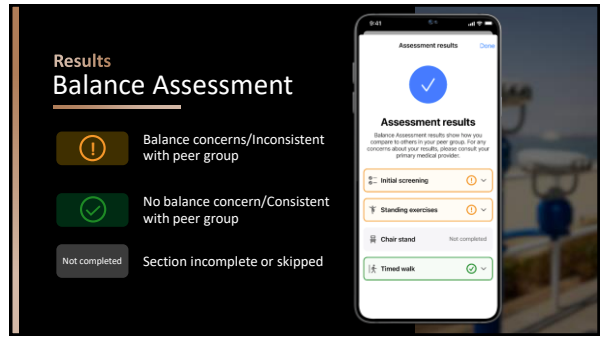 Results
Balance Assessment
Balance concerns/Inconsistent
with peer group
No balance concern/Consistent
with peer group
Not completed
Section incomplete or skipped
9:41
Assessment results
Done
Assessment results
Balance Assessment results show how you
compare to others in your peer group. For any
concerns about your results, please consult your
primary medical provider.
Initial screening
Standing exercises
Chair stand
Not completed
Timed walk